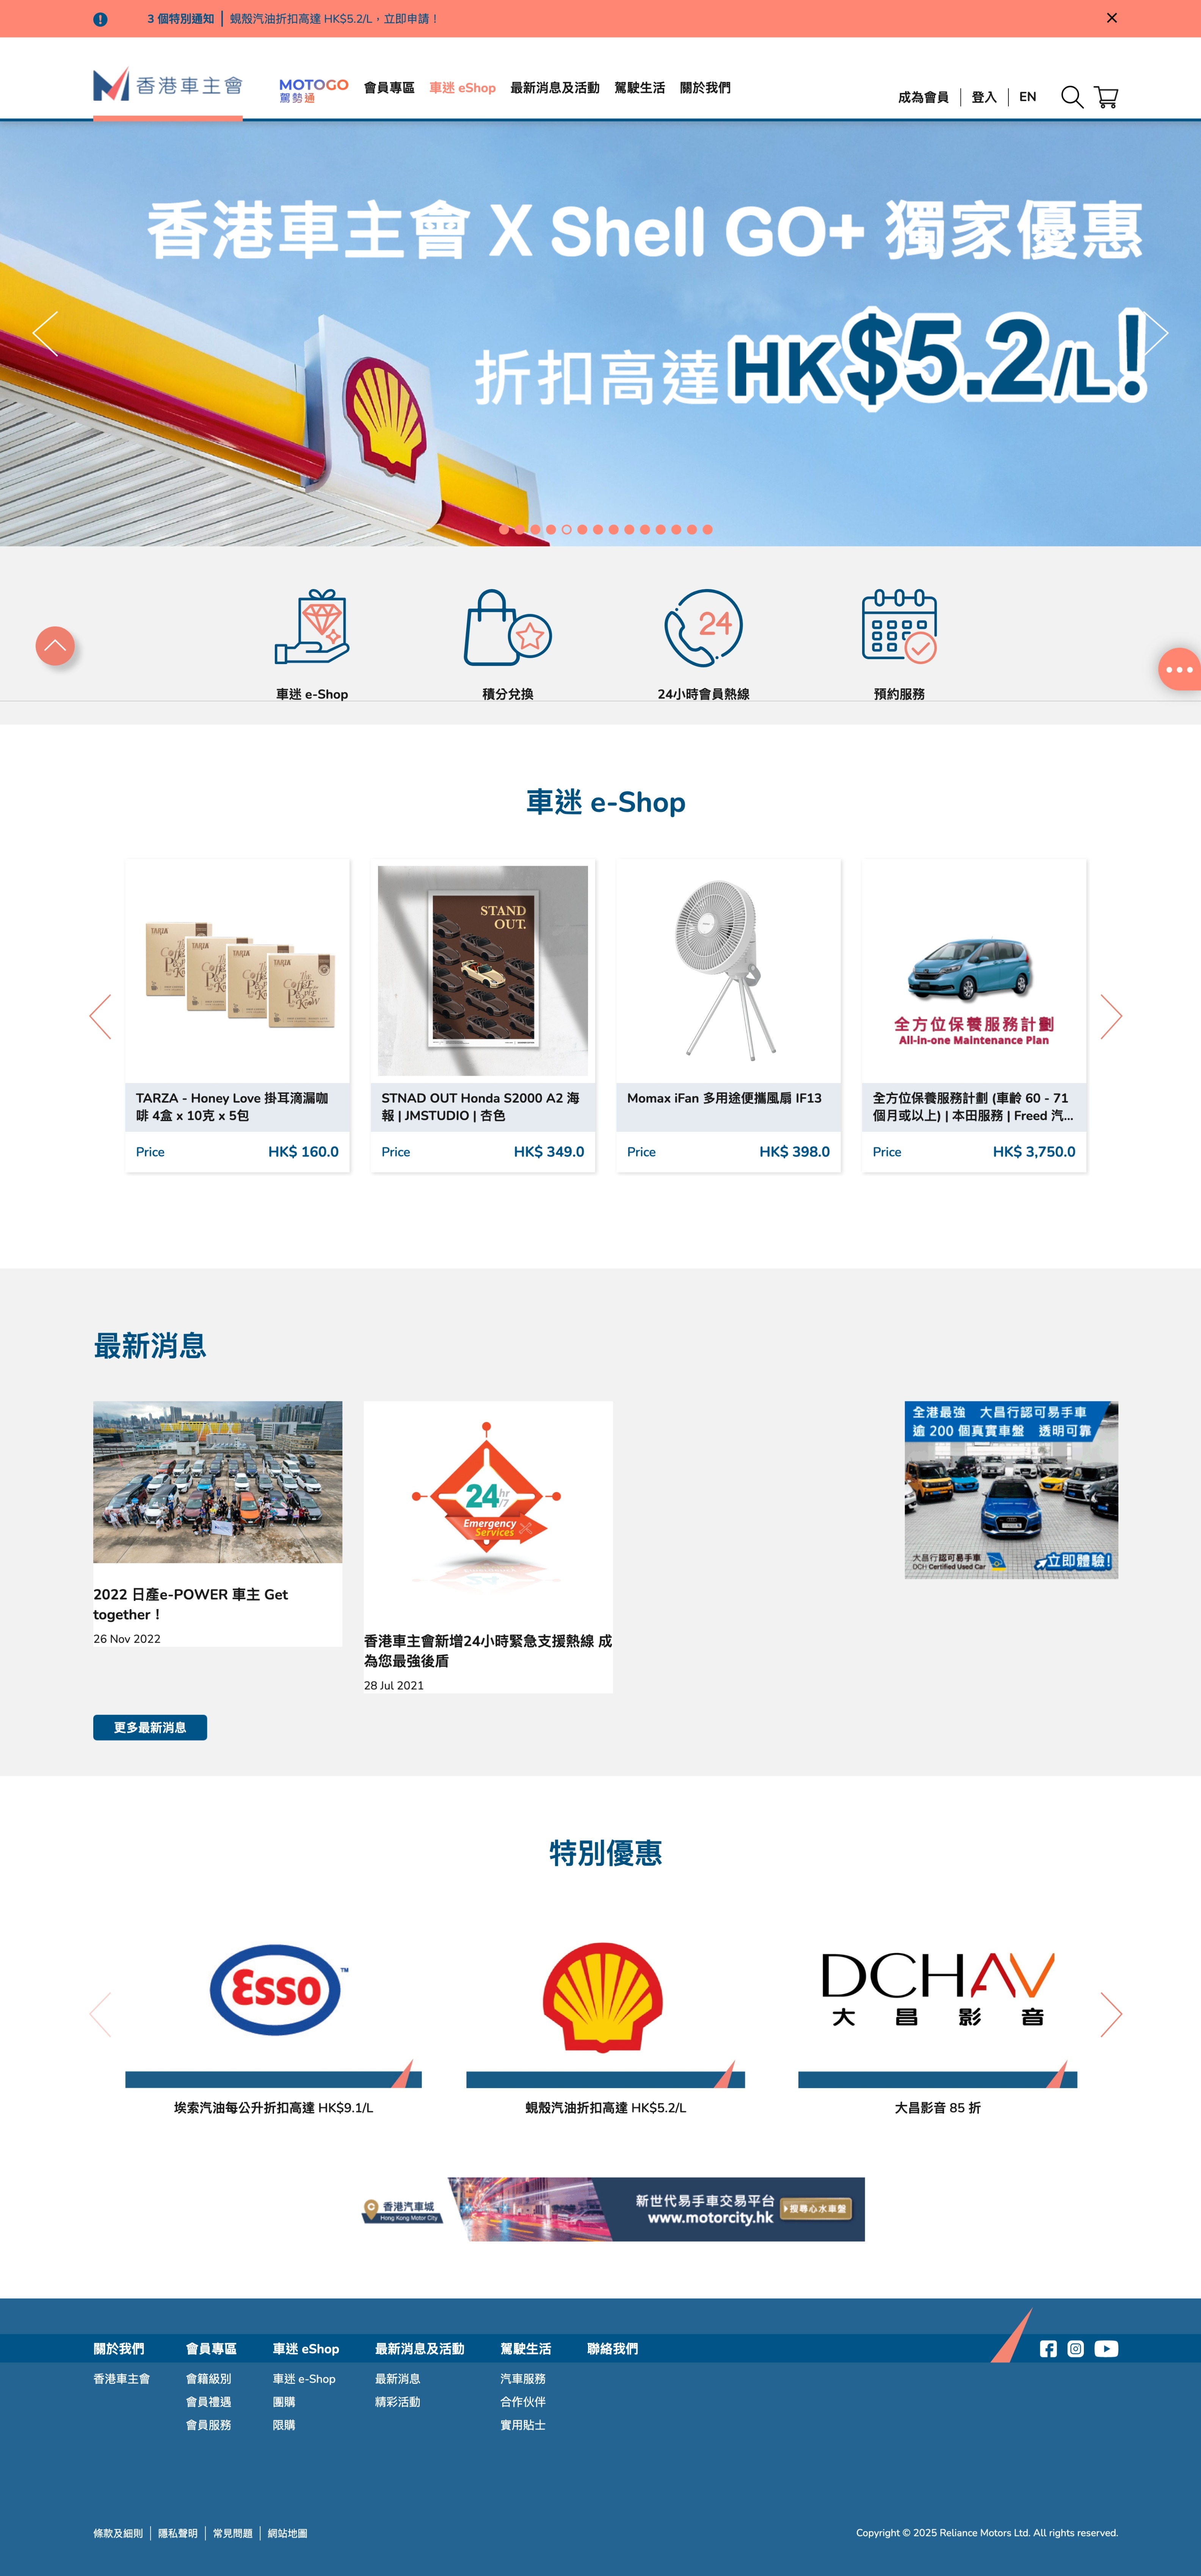 3 個特別通知
蜆殼汽油折扣高達 HK$5.2/L，立即申請！
香港車主會
MOTOGO
駕勢通
會員專區
車迷 eShop
最新消息及活動
駕駛生活
關於我們
成為會員
登入
EN
香港車主會 X Shell GO+ 獨家優惠
折扣高達HK$5.2/L!
24
車迷 e-Shop
積分兌換
24小時會員熱線
預約服務
車迷 e-Shop
TARZA
TARZA
TARZA
TARZA
STAND
OUT.
全方位保養服務計劃
All-in-one Maintenance Plan
TARZA - Honey Love 掛耳滴漏咖
啡 4盒 x 10克 x 5包
Price
HK$ 160.0
STNAD OUT Honda S2000 A2 海
報 | JMSTUDIO | 杏色
Price
HK$ 349.0
Momax iFan 多用途便攜風扇 IF13
Price
HK$ 398.0
全方位保養服務計劃 (車齡 60 - 71
個月或以上) | 本田服務 | Freed 汽...
Price
HK$ 3,750.0
最新消息
2022 日產e-POWER 車主 Get
together！
26 Nov 2022
24 hr/7
Emergency
Services
香港車主會新增24小時緊急支援熱線 成
為您最強後盾
28 Jul 2021
全港最強 大昌行認可易手車
逾 200 個真實車盤 透明可靠
大昌行認可易手車
DCH Certified Used Car
立即體驗!
更多最新消息
特別優惠
Esso™
DCHAV
大昌影音
埃索汽油每公升折扣高達 HK$9.1/L
蜆殼汽油折扣高達 HK$5.2/L
大昌影音 85 折
香港汽車城
Hong Kong Motor City
新世代易手車交易平台
www.motorcity.hk
搜尋心水車盤
關於我們
香港車主會
會員專區
會籍級別
會員禮遇
會員服務
車迷 eShop
車迷 e-Shop
團購
限購
最新消息及活動
最新消息
精彩活動
駕駛生活
汽車服務
合作伙伴
實用貼士
聯絡我們
條款及細則
隱私聲明
常見問題
網站地圖
Copyright © 2025 Reliance Motors Ltd. All rights reserved.